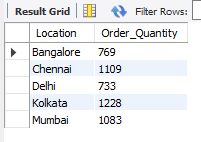 Result Grid Filter Rows:
Location Order_Quantity
Bangalore 769
Chennai 1109
Delhi 733
Kolkata 1228
Mumbai 1083